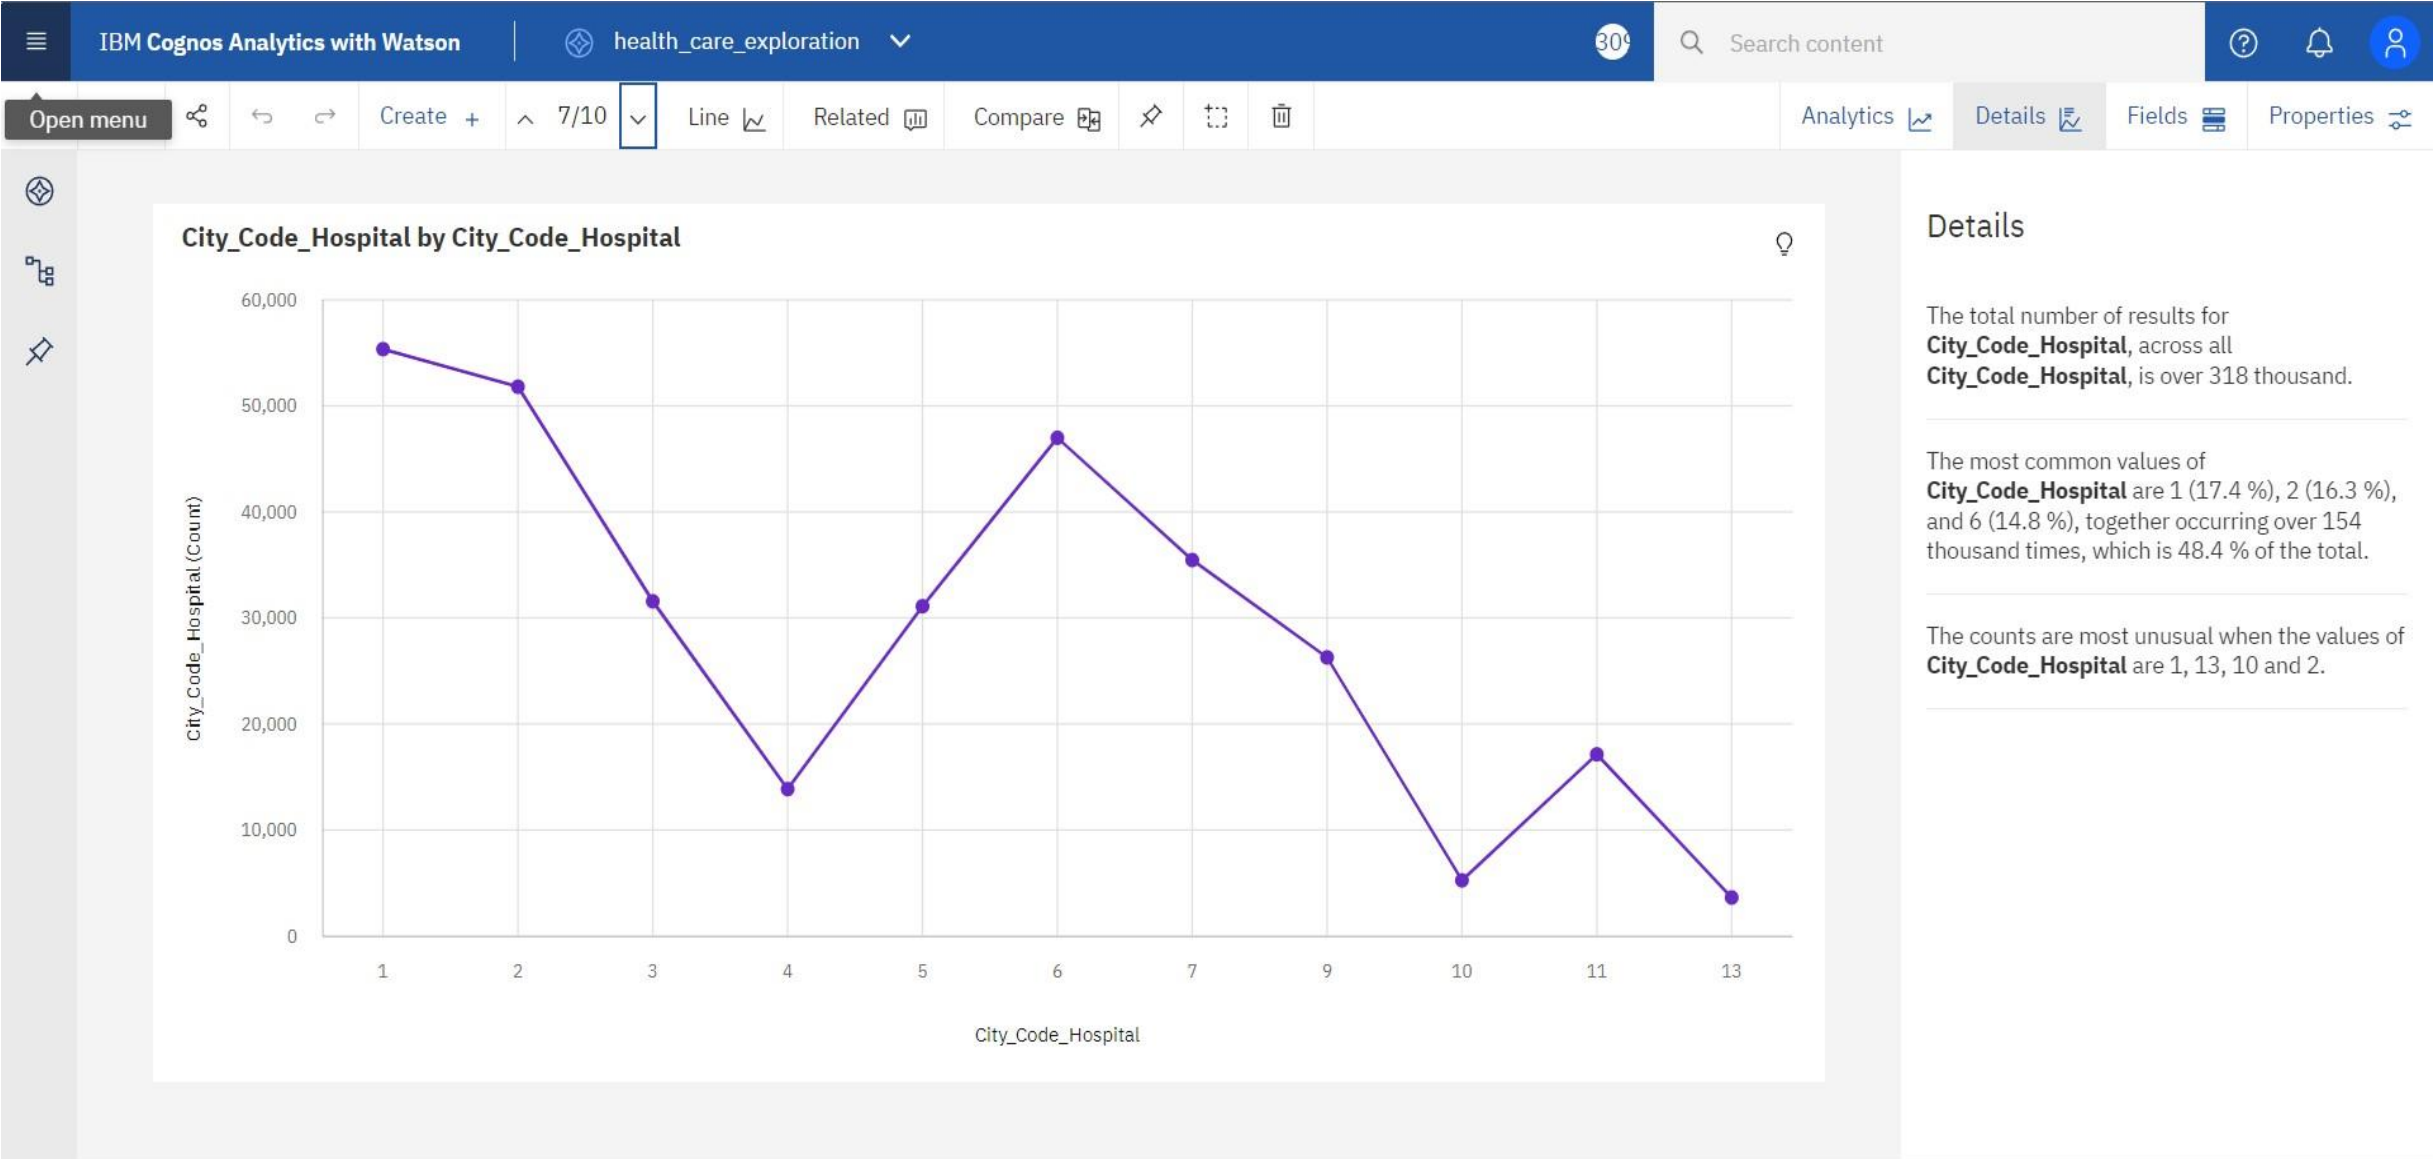 IBM Cognos Analytics with Watson
health_care_exploration
30
Search content
Open menu
Create +
7/10
Line
Related
Compare
Analytics
Details
Fields
Properties
City_Code_Hospital by City_Code_Hospital
60,000
50,000
40,000
30,000
20,000
10,000
0
City_Code_Hospital (Count)
1 2 3 4 5 6 7 9 10 11 13
City_Code_Hospital
Details
The total number of results for
City_Code_Hospital, across all
City_Code_Hospital, is over 318 thousand.
The most common values of
City_Code_Hospital are 1 (17.4 %), 2 (16.3 %),
and 6 (14.8 %), together occurring over 154
thousand times, which is 48.4 % of the total.
The counts are most unusual when the values of
City_Code_Hospital are 1, 13, 10 and 2.